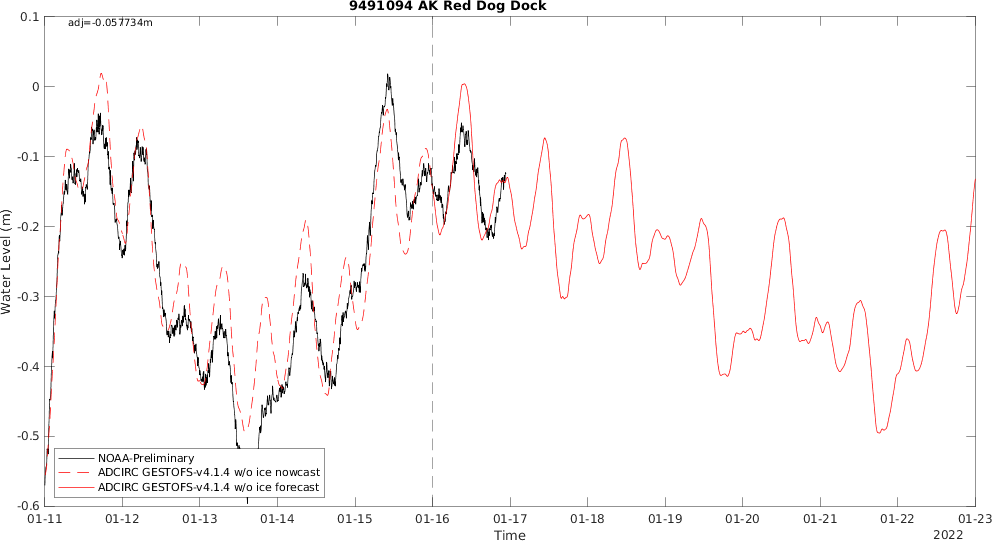 9491094 AK Red Dog Dock
adj=-0.057734m
0.1
0
-0.1
-0.2
-0.3
-0.4
-0.5
-0.6
Water Level (m)
NOAA-Preliminary
ADCIRC GESTOFS-v4.1.4 w/o ice nowcast
ADCIRC GESTOFS-v4.1.4 w/o ice forecast
01-11 01-12 01-13 01-14 01-15 01-16 01-17 01-18 01-19 01-20 01-21 01-22 01-23
Time
2022